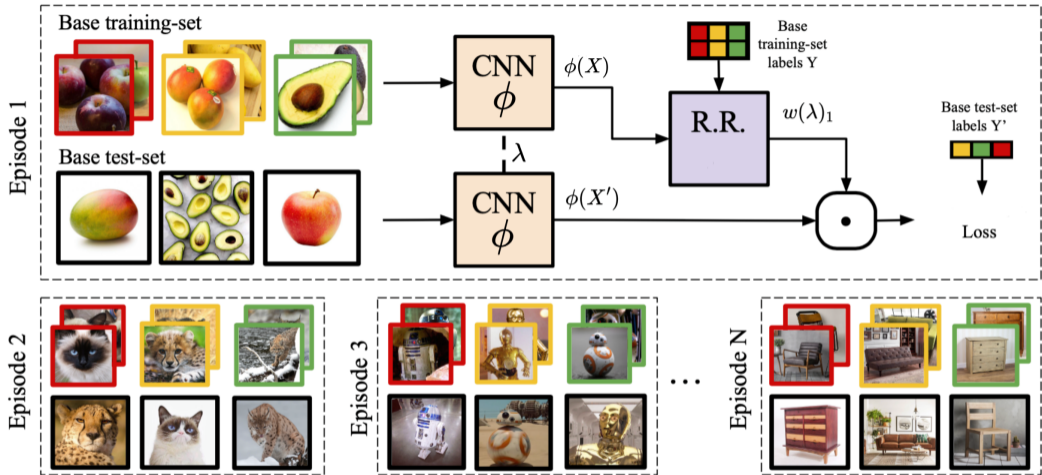 Episode 1
Base training-set
Base test-set
CNN
ϕ
λ
CNN
ϕ
ϕ(X)
ϕ(X′)
Base
training-set
labels Y
R.R.
w(λ)₁
Base test-set
labels Y'
Loss
Episode 2
Episode 3
...
Episode N